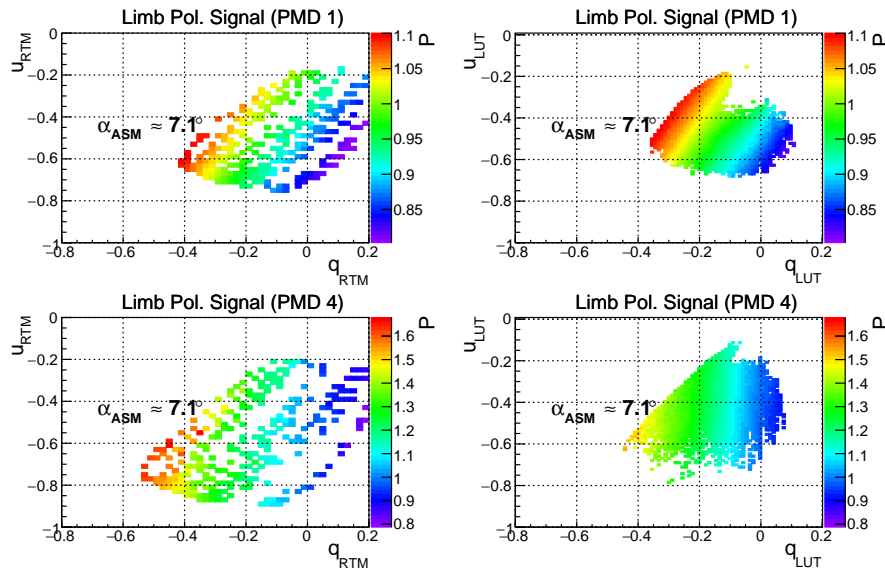 Limb Pol. Signal (PMD 1)
u_RTM
0
−0.2
−0.4
−0.6
−0.8
−1
α_ASM ≈ 7.1°
−0.8 −0.6 −0.4 −0.2 0 0.2
q_RTM
P
1.1
1.05
1
0.95
0.9
0.85
Limb Pol. Signal (PMD 1)
u_LUT
0
−0.2
−0.4
−0.6
−0.8
−1
α_ASM ≈ 7.1°
−0.8 −0.6 −0.4 −0.2 0 0.2
q_LUT
P
1.1
1.05
1
0.95
0.9
0.85
Limb Pol. Signal (PMD 4)
u_RTM
0
−0.2
−0.4
−0.6
−0.8
−1
α_ASM ≈ 7.1°
−0.8 −0.6 −0.4 −0.2 0 0.2
q_RTM
P
1.6
1.5
1.4
1.3
1.2
1.1
1
0.9
0.8
Limb Pol. Signal (PMD 4)
u_LUT
0
−0.2
−0.4
−0.6
−0.8
−1
α_ASM ≈ 7.1°
−0.8 −0.6 −0.4 −0.2 0 0.2
q_LUT
P
1.6
1.5
1.4
1.3
1.2
1.1
1
0.9
0.8